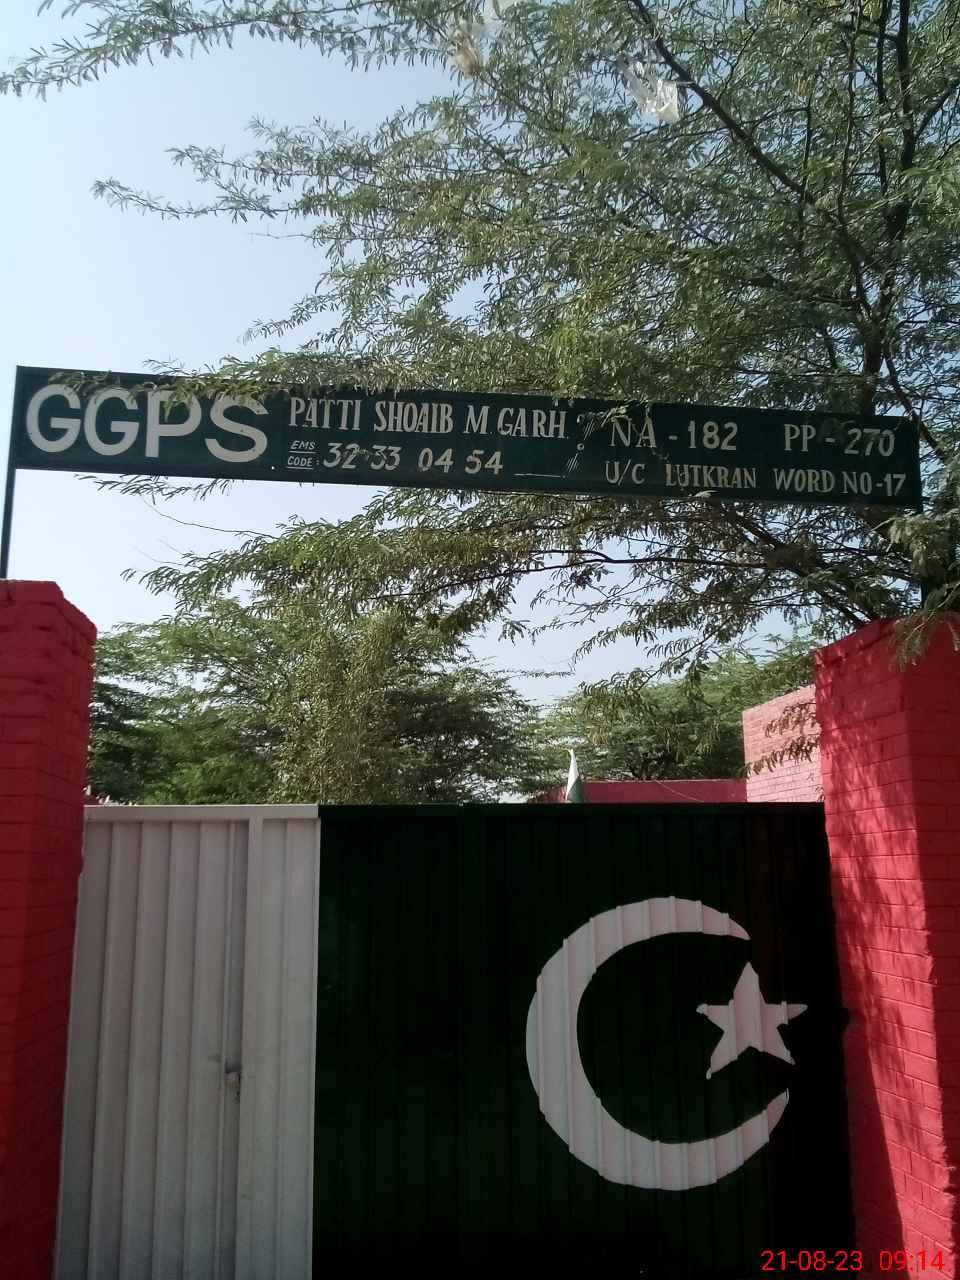 GGPS PATTI SHOAIB M.GARH. NA-182 PP-270
EMS CODE: 32-33 04 54 U/C LUTKRAN WORD NO-17
21-08-23 09:14